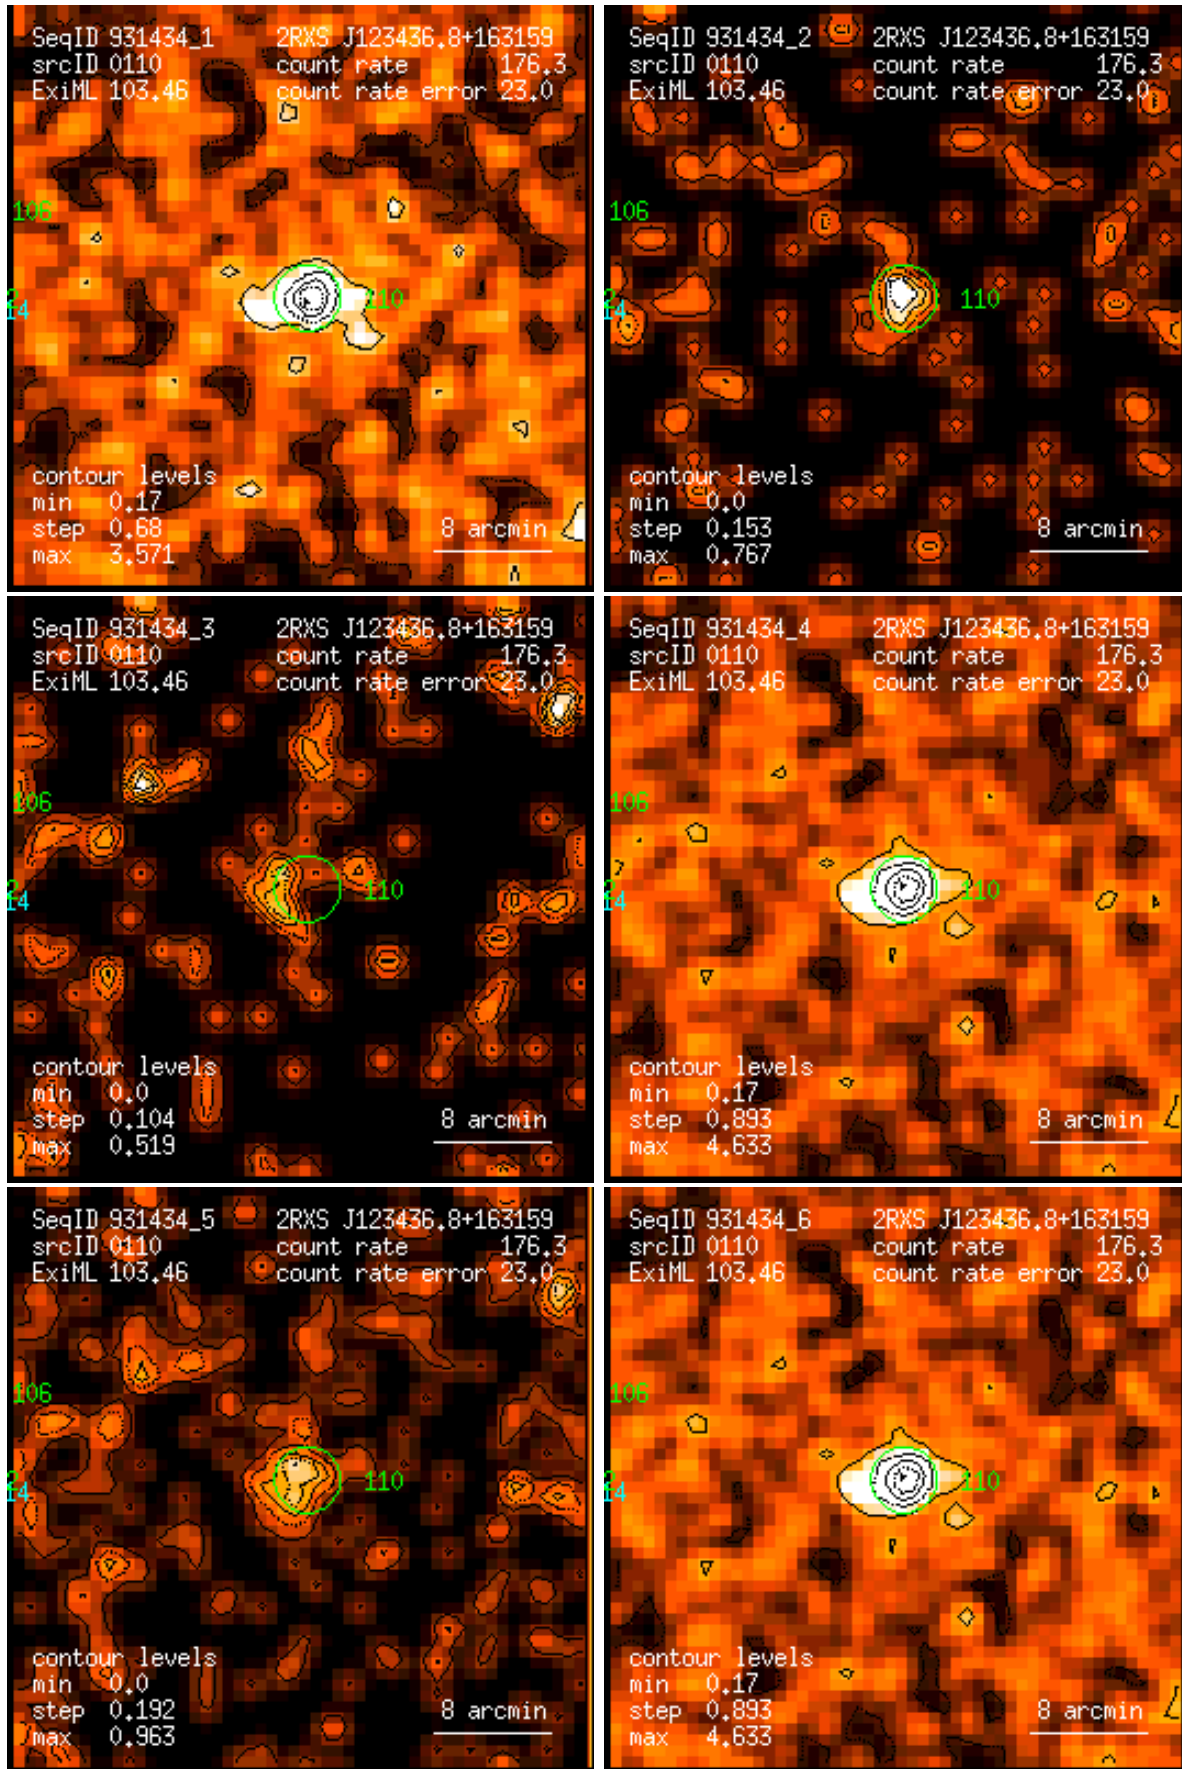 SeqID 931434_1 2RXS J123436.8+163159
srcID 0110 count rate 176.3
ExiML 103.46 count rate error 23.0
106
110
14
contour levels
min 0.17
step 0.68
max 3.571
8 arcmin
SeqID 931434_2 2RXS J123436.8+163159
srcID 0110 count rate 176.3
ExiML 103.46 count rate error 23.0
106
110
14
contour levels
min 0.0
step 0.153
max 0.767
8 arcmin
SeqID 931434_3 2RXS J123436.8+163159
srcID 0110 count rate 176.3
ExiML 103.46 count rate error 23.0
106
110
14
contour levels
min 0.0
step 0.104
max 0.519
8 arcmin
SeqID 931434_4 2RXS J123436.8+163159
srcID 0110 count rate 176.3
ExiML 103.46 count rate error 23.0
106
110
14
contour levels
min 0.17
step 0.893
max 4.633
8 arcmin
SeqID 931434_5 2RXS J123436.8+163159
srcID 0110 count rate 176.3
ExiML 103.46 count rate error 23.0
106
110
14
contour levels
min 0.0
step 0.192
max 0.963
8 arcmin
SeqID 931434_6 2RXS J123436.8+163159
srcID 0110 count rate 176.3
ExiML 103.46 count rate error 23.0
106
110
14
contour levels
min 0.17
step 0.893
max 4.633
8 arcmin